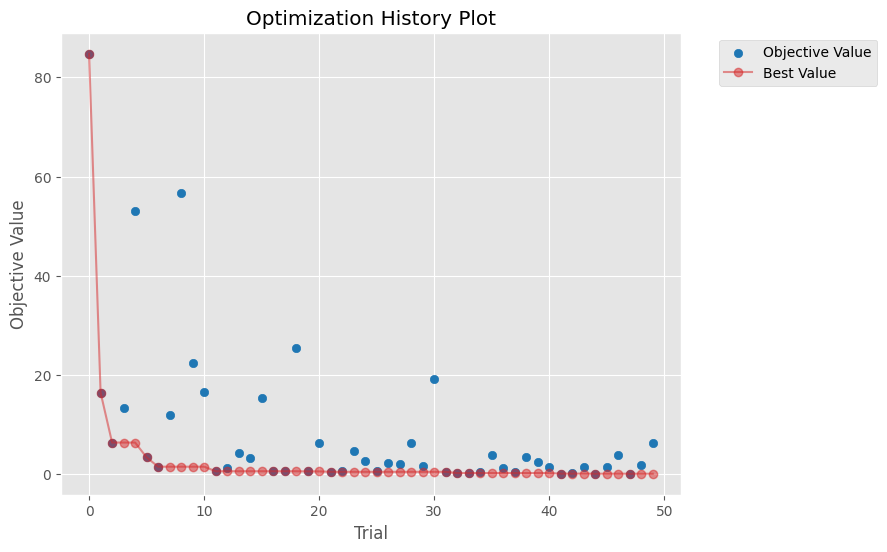 Optimization History Plot
Objective Value
Best Value
80
60
40
20
0
Objective Value
0 10 20 30 40 50
Trial